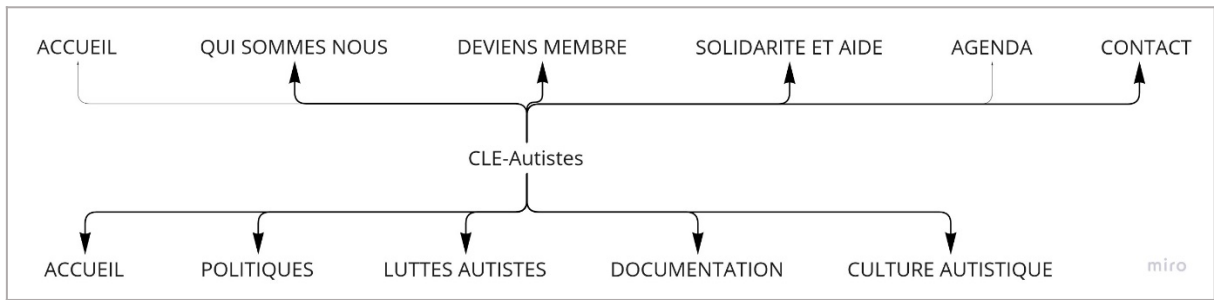 ACCUEIL QUI SOMMES NOUS DEVIENS MEMBRE SOLIDARITE ET AIDE AGENDA CONTACT
CLE-Autistes
ACCUEIL POLITIQUES LUTTES AUTISTES DOCUMENTATION CULTURE AUTISTIQUE
miro